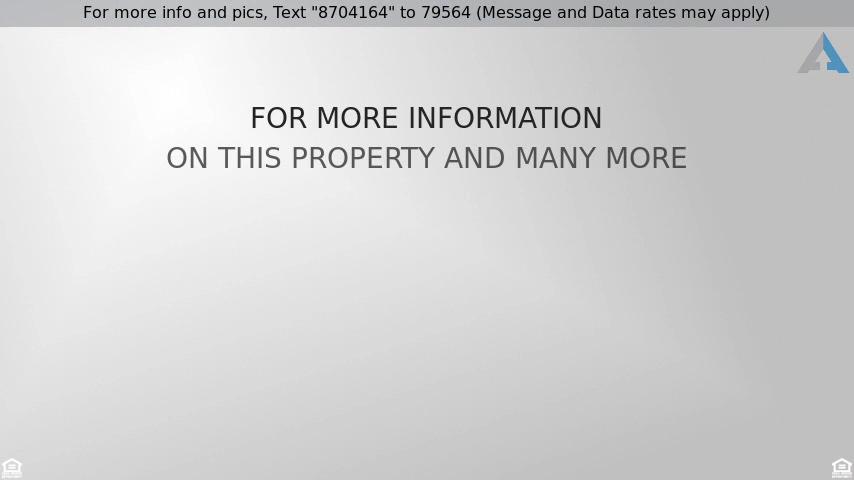 For more info and pics, Text "8704164" to 79564 (Message and Data rates may apply)
FOR MORE INFORMATION
ON THIS PROPERTY AND MANY MORE